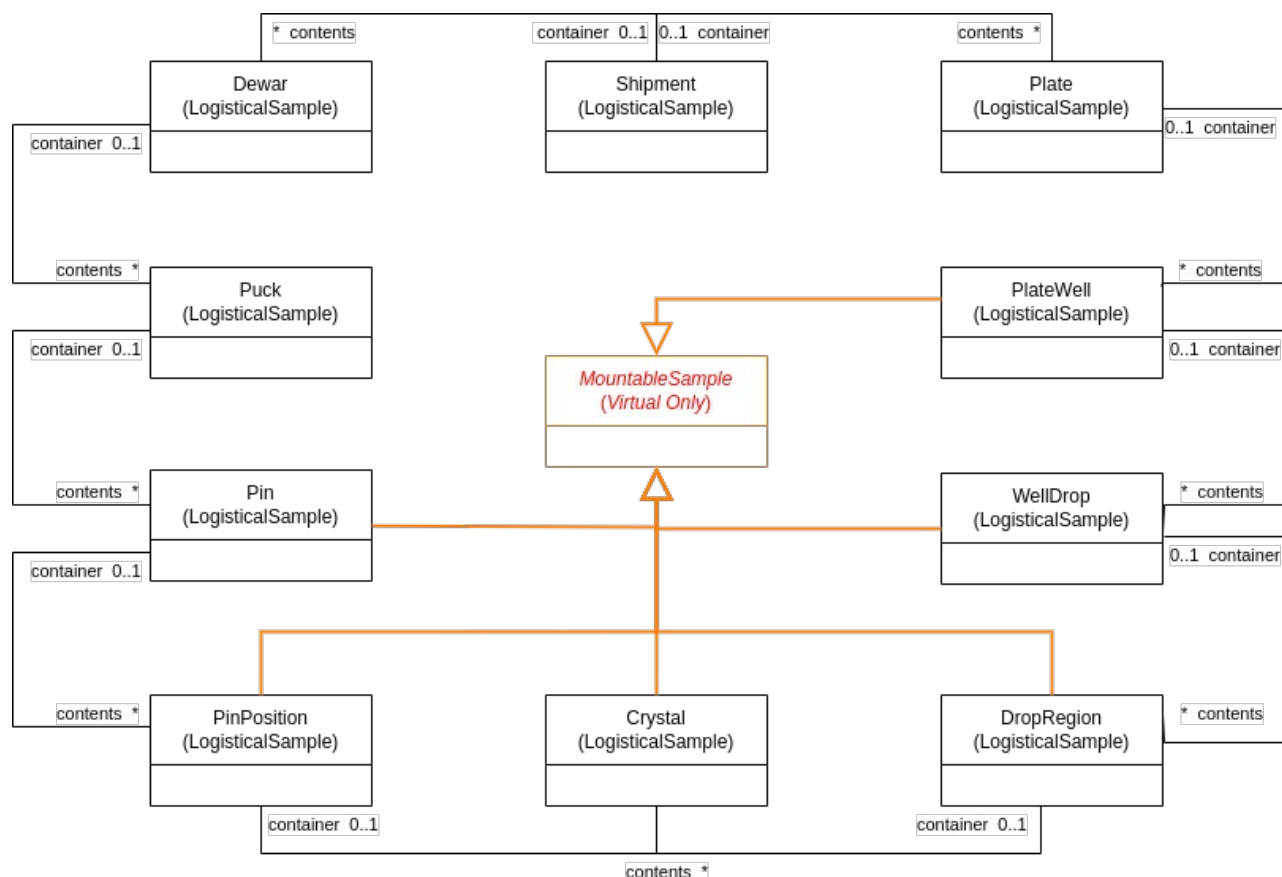 * contents
container 0..1
0..1 container
contents *
Dewar
(LogisticalSample)
Shipment
(LogisticalSample)
Plate
(LogisticalSample)
container 0..1
0..1 container
contents *
* contents
Puck
(LogisticalSample)
PlateWell
(LogisticalSample)
container 0..1
0..1 container
MountableSample
(Virtual Only)
contents *
* contents
Pin
(LogisticalSample)
WellDrop
(LogisticalSample)
container 0..1
0..1 container
contents *
* contents
PinPosition
(LogisticalSample)
Crystal
(LogisticalSample)
DropRegion
(LogisticalSample)
container 0..1
container 0..1
contents *